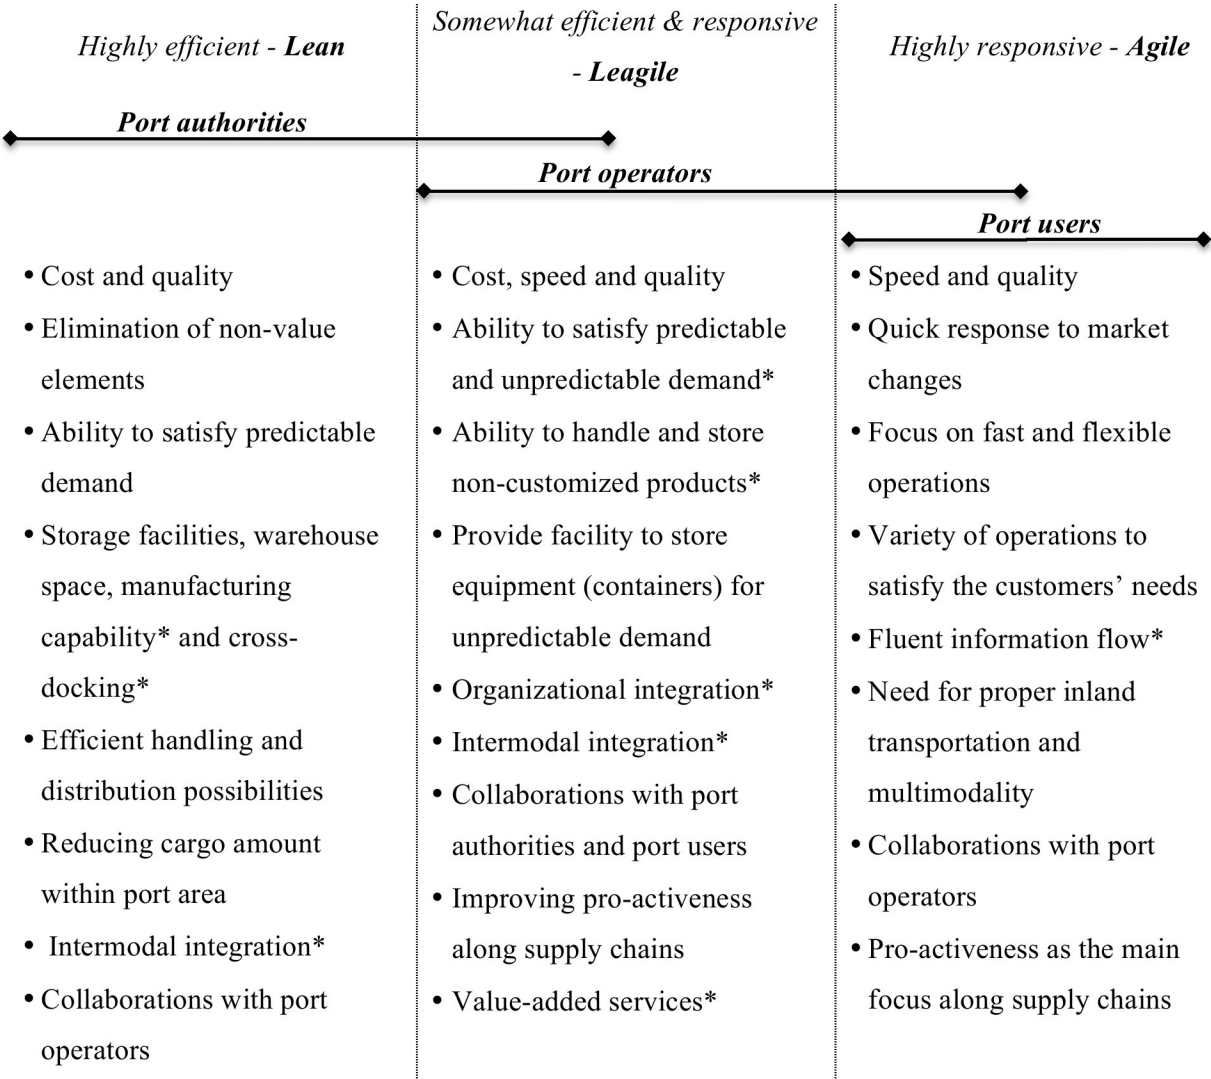 Highly efficient - Lean
Somewhat efficient & responsive
- Leagile
Highly responsive - Agile
Port authorities
Port operators
Port users
• Cost and quality
• Elimination of non-value
elements
• Ability to satisfy predictable
demand
• Storage facilities, warehouse
space, manufacturing
capability* and cross-
docking*
• Efficient handling and
distribution possibilities
• Reducing cargo amount
within port area
• Intermodal integration*
• Collaborations with port
operators
• Cost, speed and quality
• Ability to satisfy predictable
and unpredictable demand*
• Ability to handle and store
non-customized products*
• Provide facility to store
equipment (containers) for
unpredictable demand
• Organizational integration*
• Intermodal integration*
• Collaborations with port
authorities and port users
• Improving pro-activeness
along supply chains
• Value-added services*
• Speed and quality
• Quick response to market
changes
• Focus on fast and flexible
operations
• Variety of operations to
satisfy the customers’ needs
• Fluent information flow*
• Need for proper inland
transportation and
multimodality
• Collaborations with port
operators
• Pro-activeness as the main
focus along supply chains